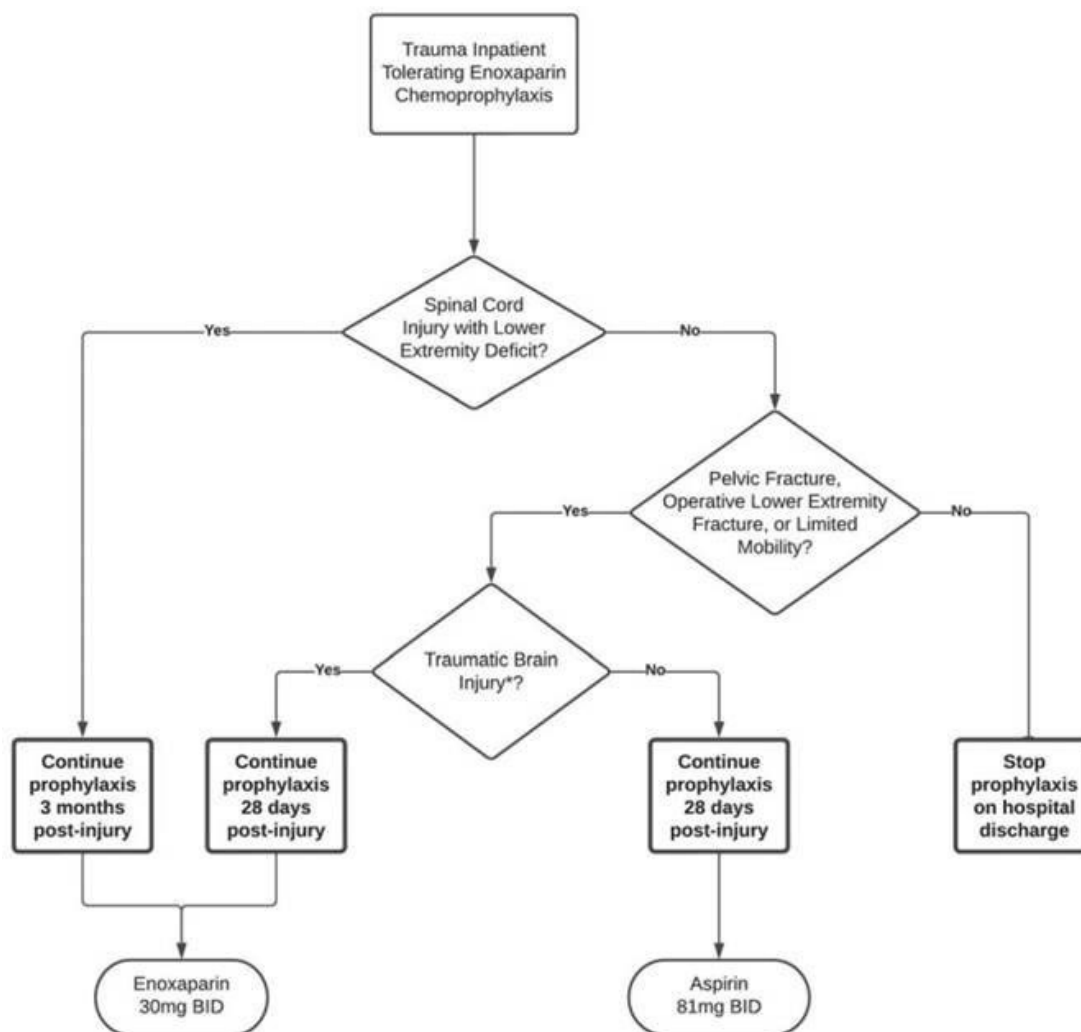 Trauma Inpatient
Tolerating Enoxaparin
Chemoprophylaxis
Spinal Cord
Injury with Lower
Extremity Deficit?
Yes
No
Pelvic Fracture,
Operative Lower Extremity
Fracture, or Limited
Mobility?
Yes
No
Traumatic Brain
Injury*?
Yes
No
Continue
prophylaxis
3 months
post-injury
Continue
prophylaxis
28 days
post-injury
Continue
prophylaxis
28 days
post-injury
Stop
prophylaxis
on hospital
discharge
Enoxaparin
30mg BID
Aspirin
81mg BID